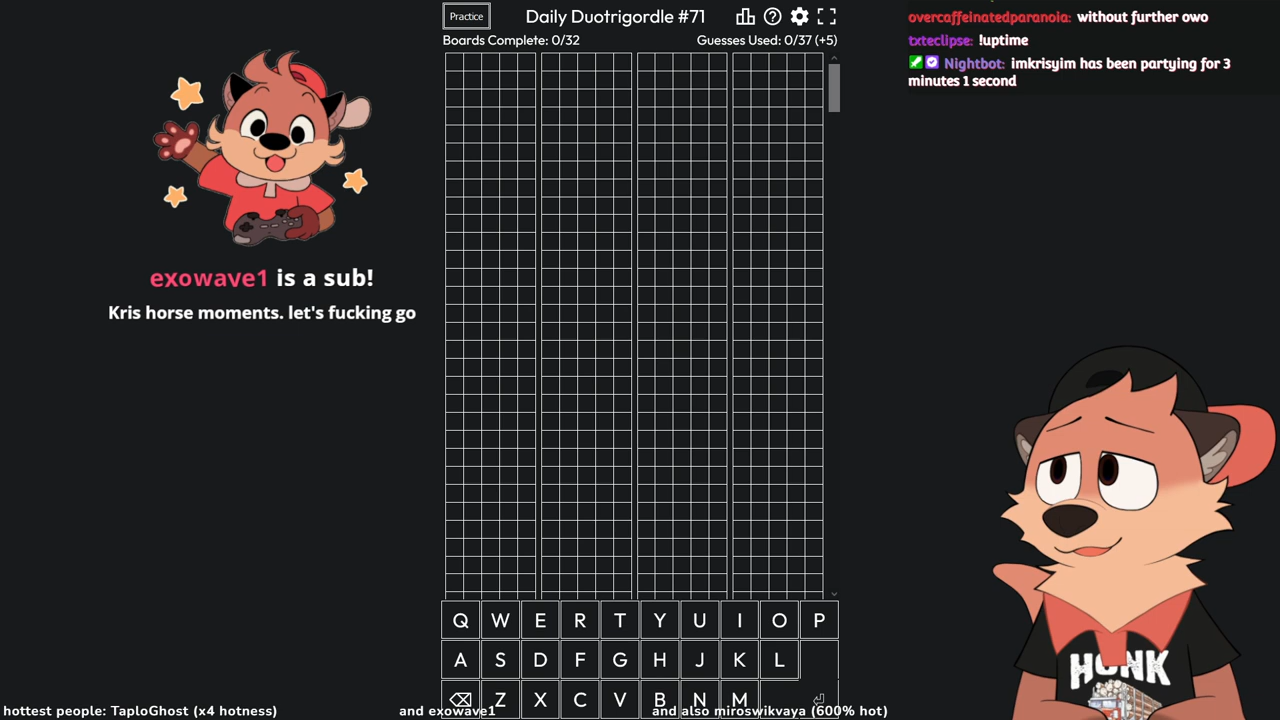 Practice
Daily Duotrigordle #71
Boards Complete: 0/32
Guesses Used: 0/37 (+5)
overcaffeinatedparanoia: without further owo
txteclipse: !uptime
Nightbot: imkrisyim has been partying for 3
minutes 1 second
exowave1 is a sub!
Kris horse moments. let's fucking go
Q W E R T Y U I O P
A S D F G H J K L
Z X C V B N M
HONK
hottest people: TaploGhost (x4 hotness)
and exowave1
and also miroswikvaya (600% hot)